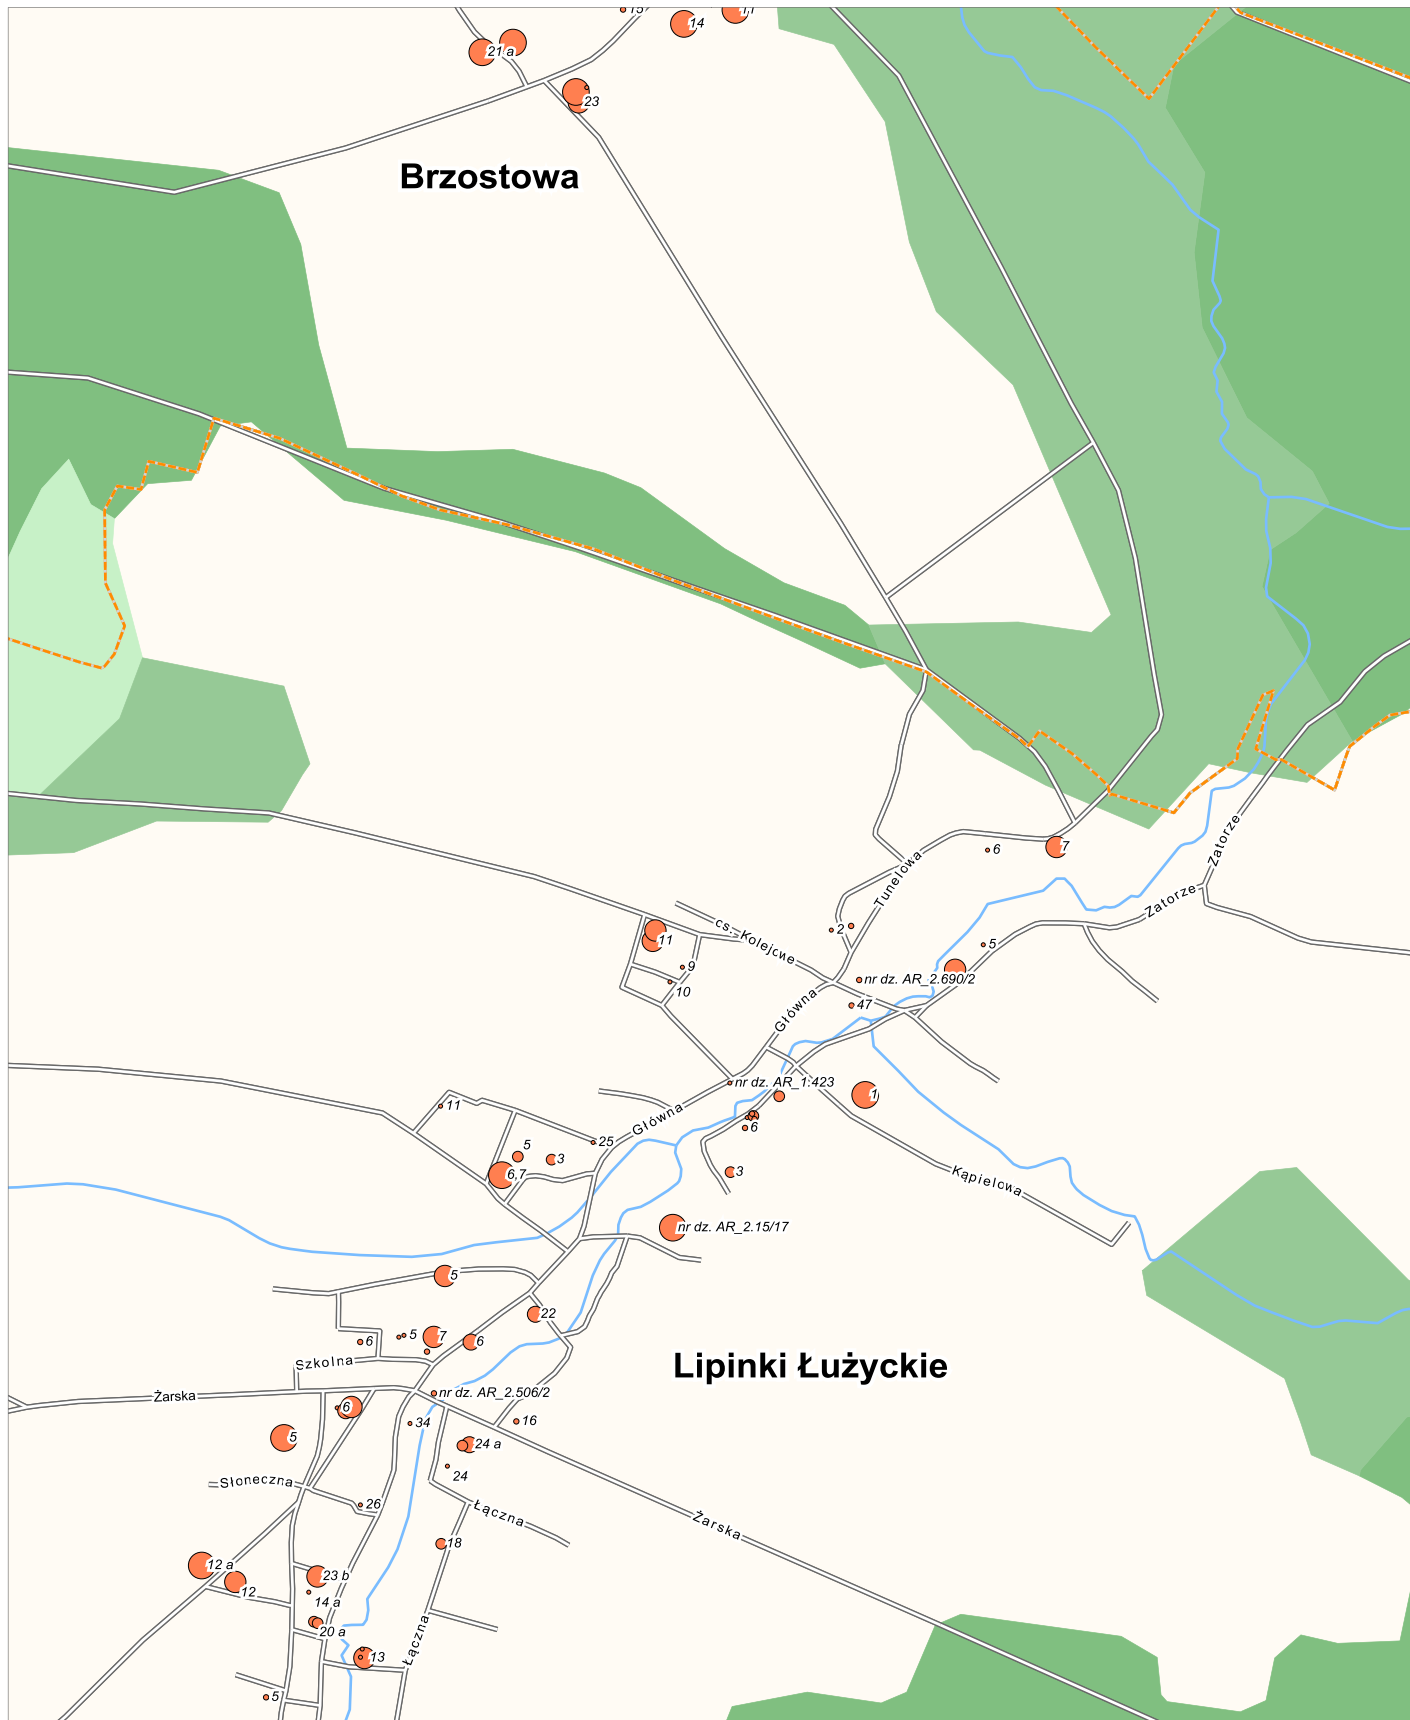 15
14
21 a
23
Brzostowa
7
6
Tunelowa
Zatorze
Zatorze
2
cs.-Kolejcwe
11
9
10
5
nr dz. AR_2.690/2
47
Główna
nr dz. AR_1.423
1
11
Główna
6
25
5
3
6,7
3
Kąpielcwa
nr dz. AR_2.15/17
5
22
6
5
7
6
Szkolna
Lipinki Łużyckie
Żarska
nr dz. AR_2.506/2
6
34
16
5
24 a
24
Słoneczna
26
Łączna
Żarska
18
12 a
12
23 b
14 a
20 a
Łączna
13
5